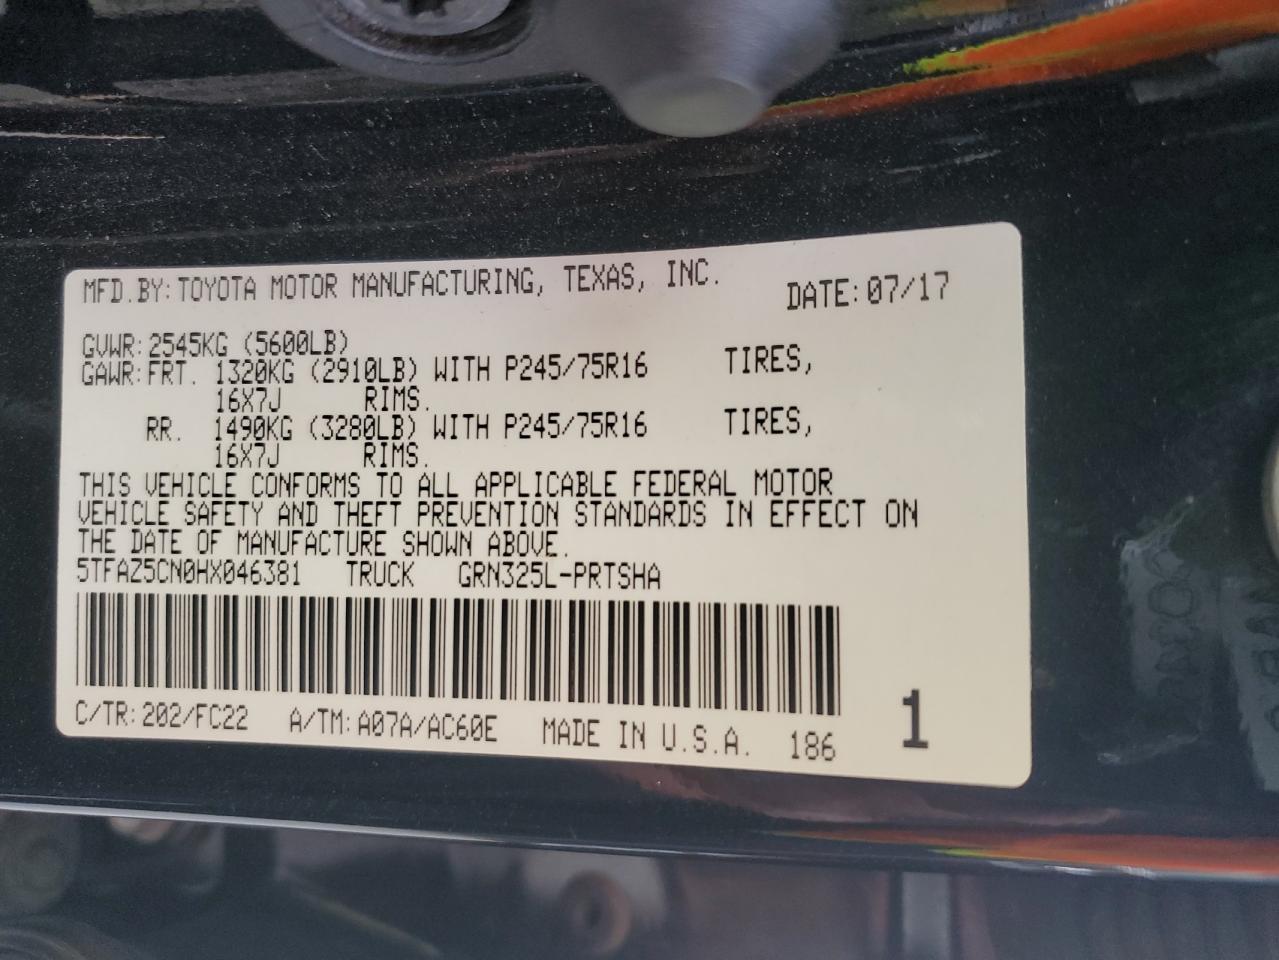 MFD.BY:TOYOTA MOTOR MANUFACTURING, TEXAS, INC. DATE:07/17
GVWR:2545KG (5600LB)
GAWR:FRT. 1320KG (2910LB) WITH P245/75R16 TIRES,
16X7J RIMS.
RR. 1490KG (3280LB) WITH P245/75R16 TIRES,
16X7J RIMS.
THIS VEHICLE CONFORMS TO ALL APPLICABLE FEDERAL MOTOR
VEHICLE SAFETY AND THEFT PREVENTION STANDARDS IN EFFECT ON
THE DATE OF MANUFACTURE SHOWN ABOVE.
5TFAZ5CN0HX046381 TRUCK GRN325L-PRTSHA
C/TR:202/FC22 A/TM:A07A/AC60E MADE IN U.S.A. 186 1